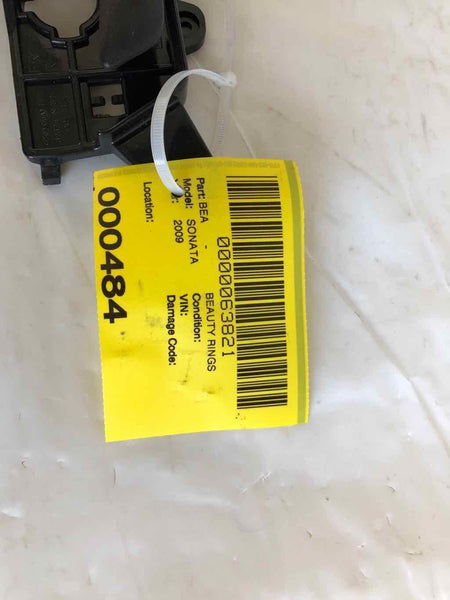 0000063821
Part: BEA - BEAUTY RINGS
Model: SONATA Condition:
2009 VIN:
Damage Code:
Location:
000484